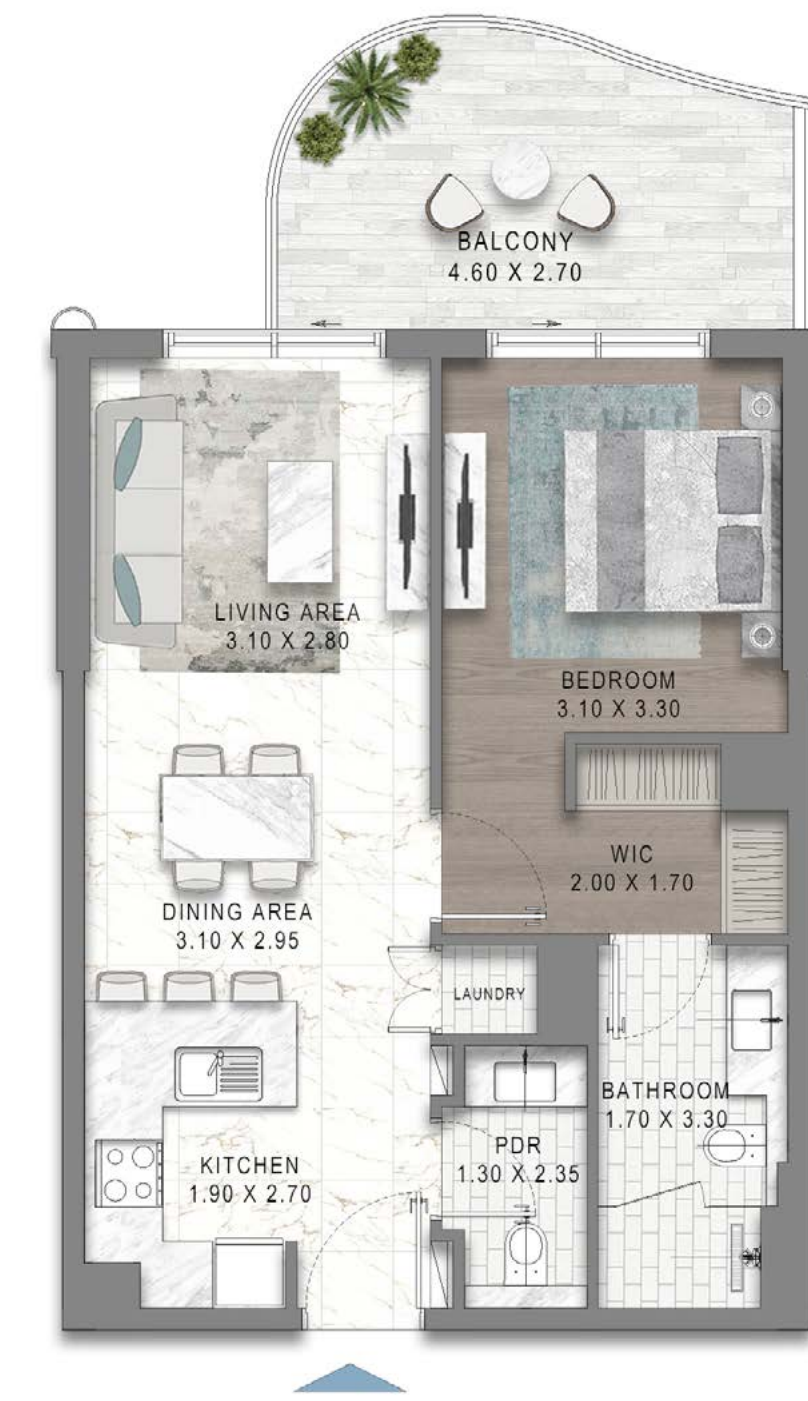 BALCONY
4.60 X 2.70
LIVING AREA
3.10 X 2.80
BEDROOM
3.10 X 3.30
WIC
2.00 X 1.70
DINING AREA
3.10 X 2.95
LAUNDRY
BATHROOM
1.70 X 3.30
PDR
1.30 X 2.35
KITCHEN
1.90 X 2.70